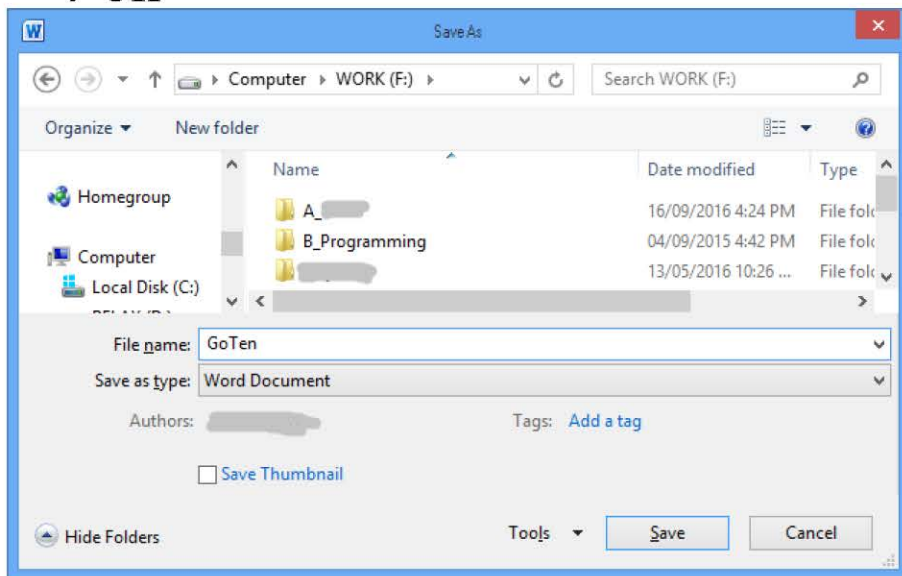 Save As
Computer WORK (F:) Search WORK (F:)
Organize New folder
Name Date modified Type
Homegroup
A_ 16/09/2016 4:24 PM File fol
B_Programming 04/09/2015 4:42 PM File fol
Computer
13/05/2016 10:26 ... File fol
Local Disk (C:)
File name: GoTen
Save as type: Word Document
Authors: Tags: Add a tag
Save Thumbnail
Hide Folders Tools Save Cancel